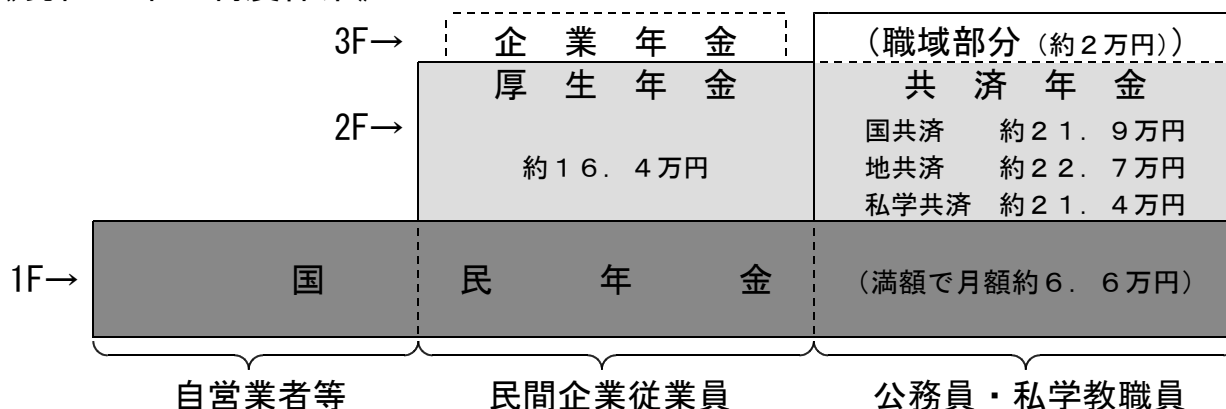 3F→ 企業年金 (職域部分(約2万円))
厚生年金 共済年金
2F→ 国共済 約21.9万円
約16.4万円 地共済 約22.7万円
私学共済 約21.4万円
1F→ 国民年金 (満額で月額約6.6万円)
自営業者等 民間企業従業員 公務員・私学教職員